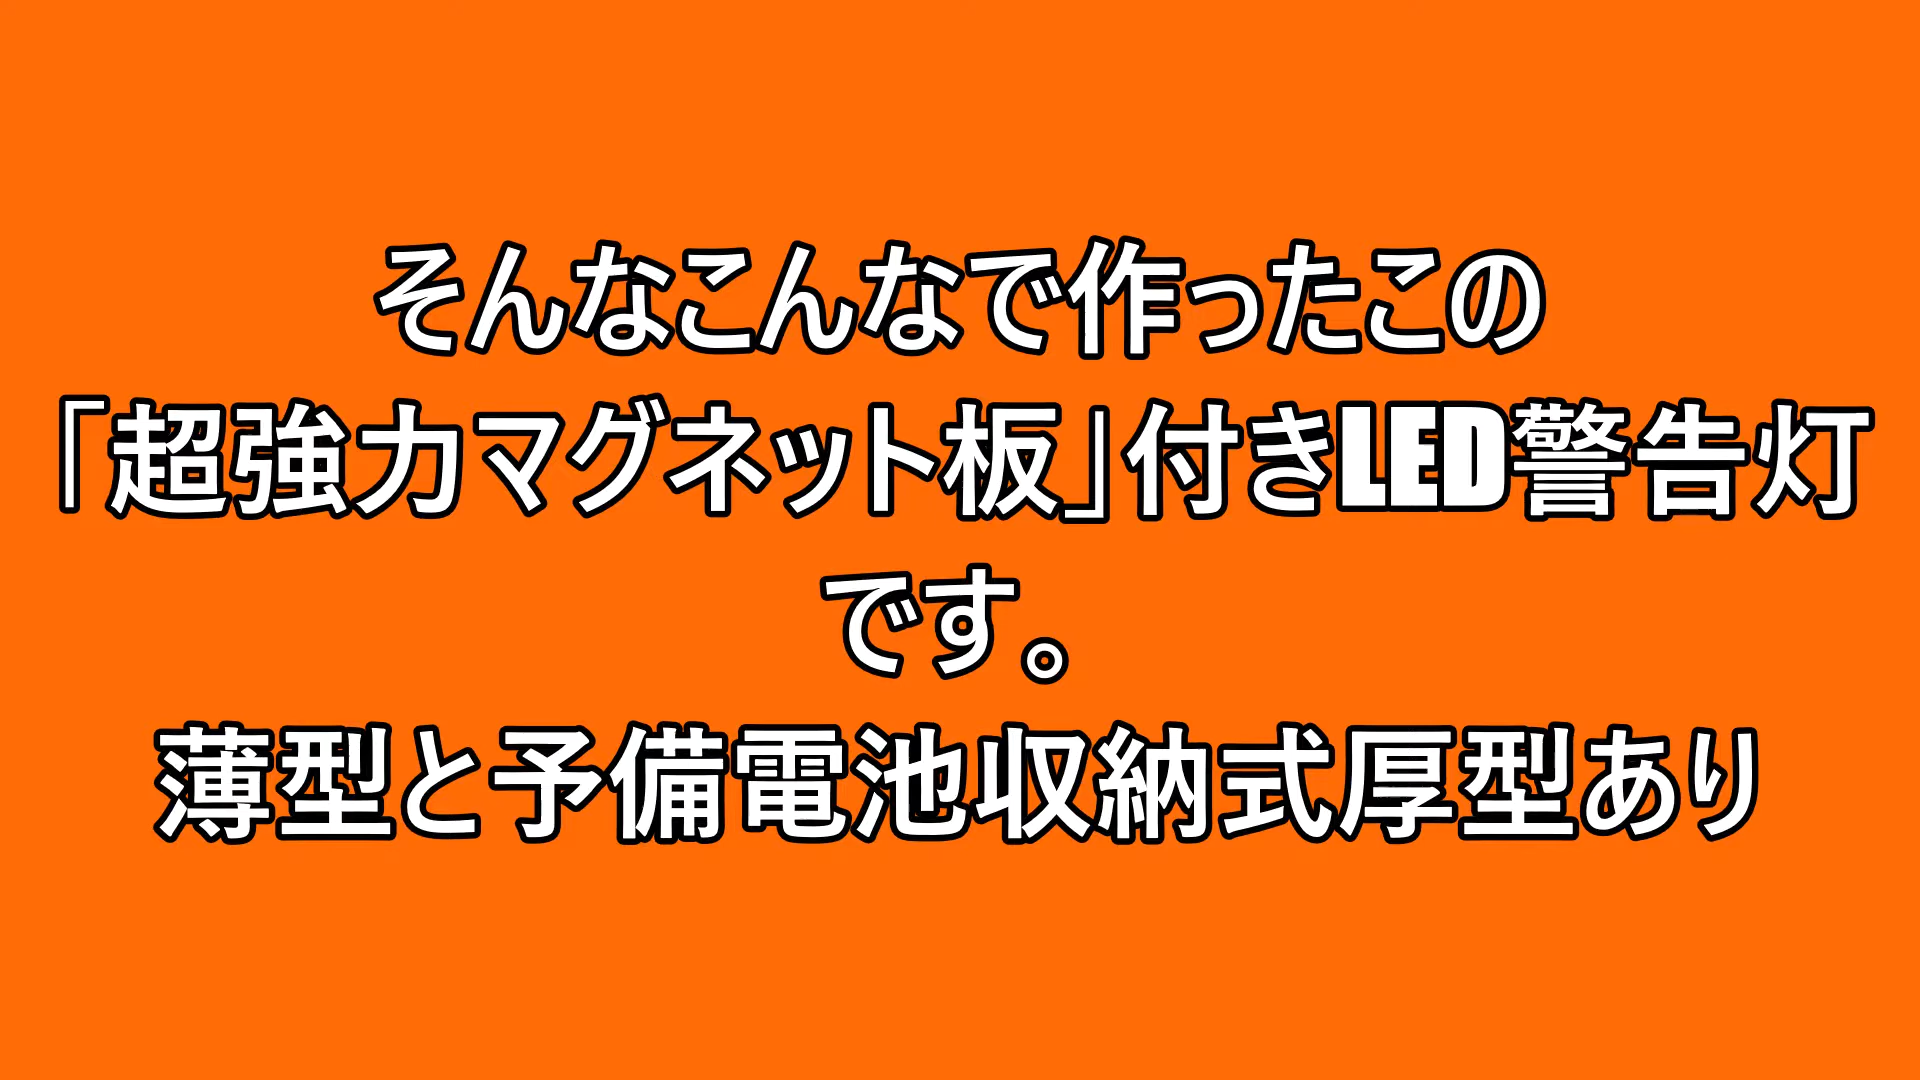 そんなこんなで作ったこの
「超強力マグネット板」付きLED警告灯
です。
薄型と予備電池収納式厚型あり